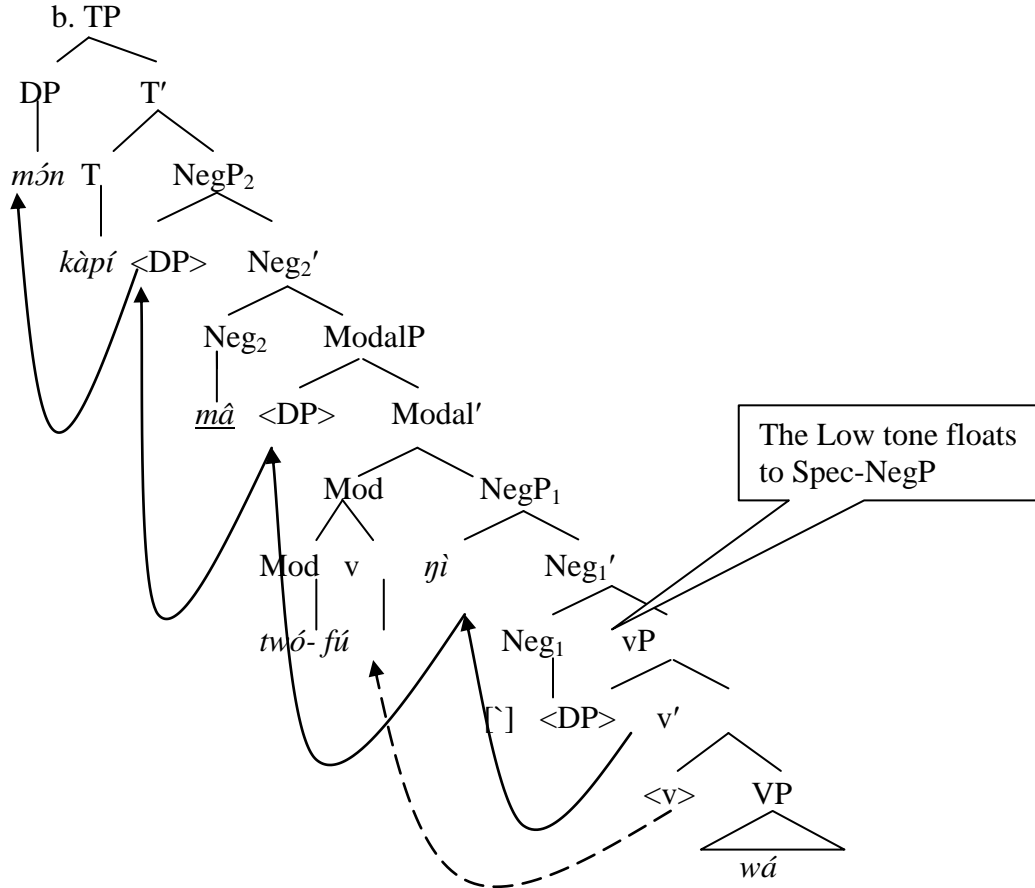 b. TP
DP T′
mɔ́n T NegP₂
kàpí <DP> Neg₂′
Neg₂ ModalP
mâ <DP> Modal′
The Low tone floats
to Spec-NegP
Mod NegP₁
Mod v ŋì Neg₁′
twó- fú Neg₁ vP
[`] <DP> v′
<v> VP
wá